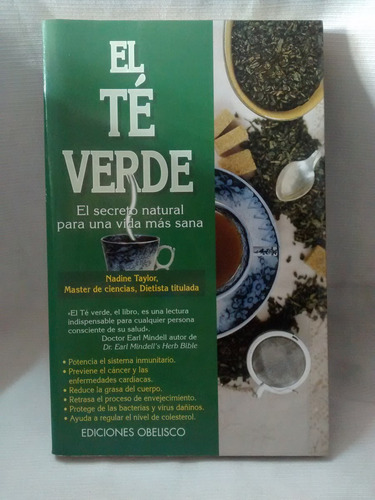 EL
TÉ
VERDE
El secreto natural
para una vida más sana
Nadine Taylor,
Master de ciencias, Dietista titulada
«El Té verde, el libro, es una lectura
indispensable para cualquier persona
consciente de su salud».
Doctor Earl Mindell autor de
Dr. Earl Mindell's Herb Bible
• Potencia el sistema inmunitario.
• Previene el cáncer y las
enfermedades cardíacas.
• Reduce la grasa del cuerpo.
• Retrasa el proceso de envejecimiento.
• Protege de las bacterias y virus dañinos.
• Ayuda a regular el nivel de colesterol.
EDICIONES OBELISCO